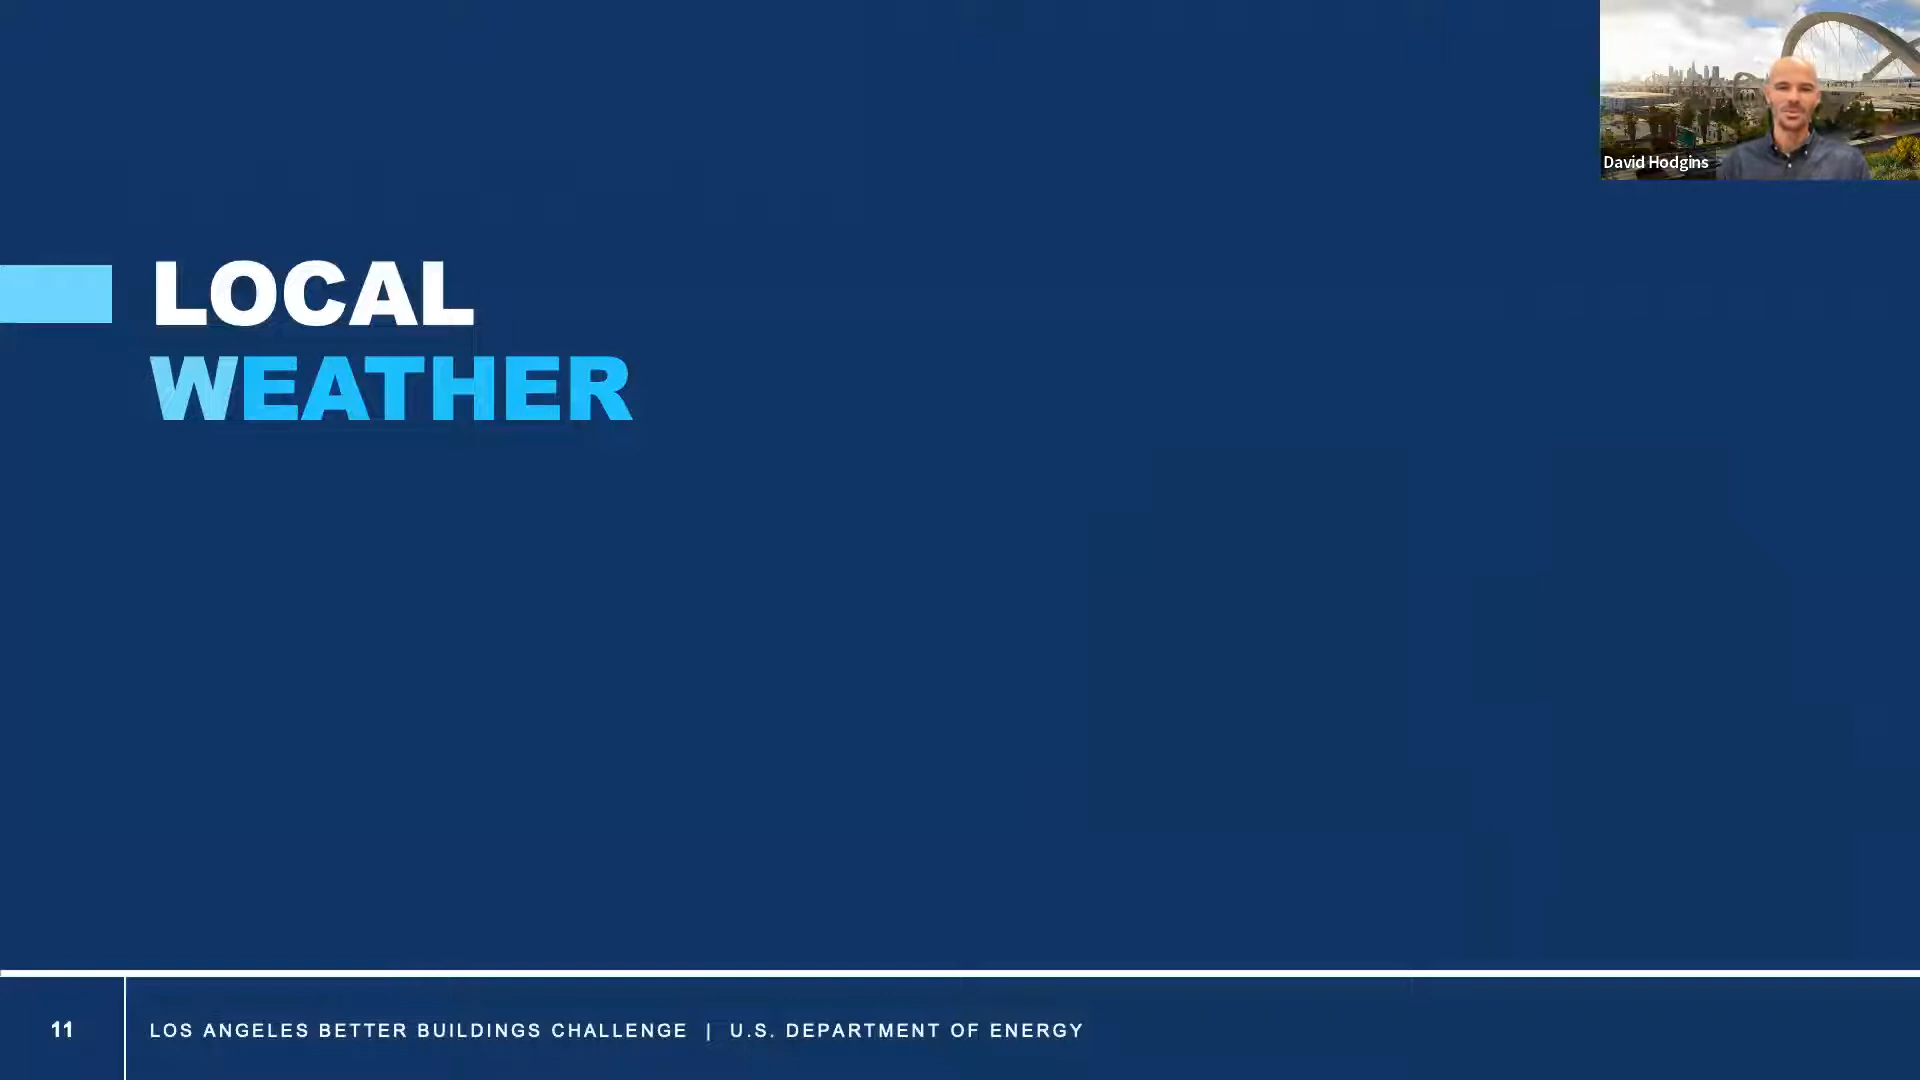 David Hodgins
LOCAL
WEATHER
11
LOS ANGELES BETTER BUILDINGS CHALLENGE | U.S. DEPARTMENT OF ENERGY